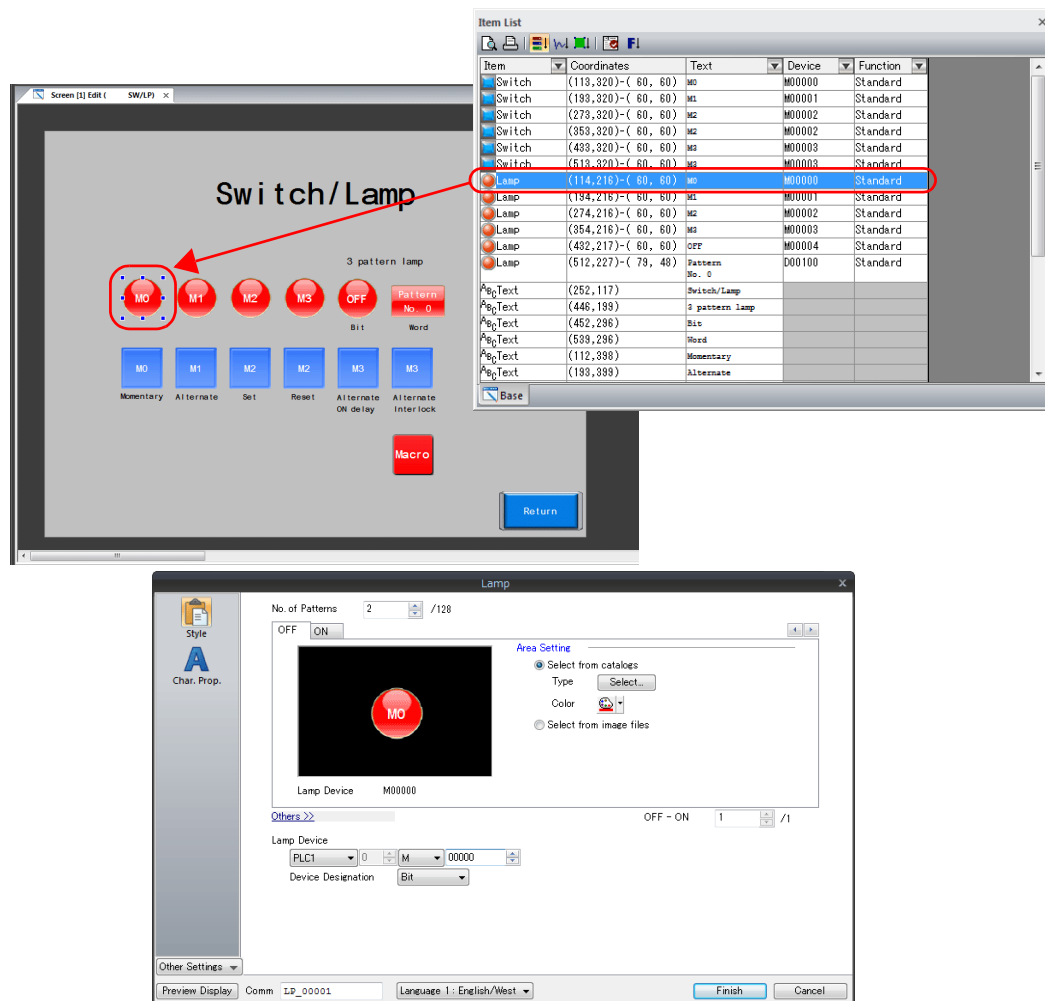 Item List
Item Coordinates Text Device Function
Switch (113,320)-( 60, 60) M0 M00000 Standard
Switch (193,320)-( 60, 60) M1 M00001 Standard
Switch (273,320)-( 60, 60) M2 M00002 Standard
Switch (353,320)-( 60, 60) M2 M00002 Standard
Switch (433,320)-( 60, 60) M3 M00003 Standard
Switch (513,320)-( 60, 60) M3 M00003 Standard
Lamp (114,216)-( 60, 60) M0 M00000 Standard
Lamp (194,216)-( 60, 60) M1 M00001 Standard
Lamp (274,216)-( 60, 60) M2 M00002 Standard
Lamp (354,216)-( 60, 60) M3 M00003 Standard
Lamp (432,217)-( 60, 60) OFF M00004 Standard
Lamp (512,227)-( 79, 48) Pattern D00100 Standard
No. 0
ABCText (252,117) Switch/Lamp
ABCText (446,199) 3 pattern lamp
ABCText (452,296) Bit
ABCText (539,296) Word
ABCText (112,398) Momentary
ABCText (193,399) Alternate
Base
Screen [1] Edit ( SW/LP) ×
Switch/Lamp
3 pattern lamp
M0 M1 M2 M3 OFF Pattern
No. 0
Bit Word
M0 M1 M2 M2 M3 M3
Momentary Alternate Set Reset Alternate Alternate
ON delay Interlock
Macro
Return
Lamp
Style
Char. Prop.
No. of Patterns 2 /128
OFF ON
M0
Area Setting
Select from catalogs
Type Select...
Color
Select from image files
Lamp Device M00000
Others >>
OFF - ON 1 /1
Lamp Device
PLC1 0 M 00000
Device Designation Bit
Other Settings
Preview Display Comm LP_00001 Language 1 : English/West Finish Cancel